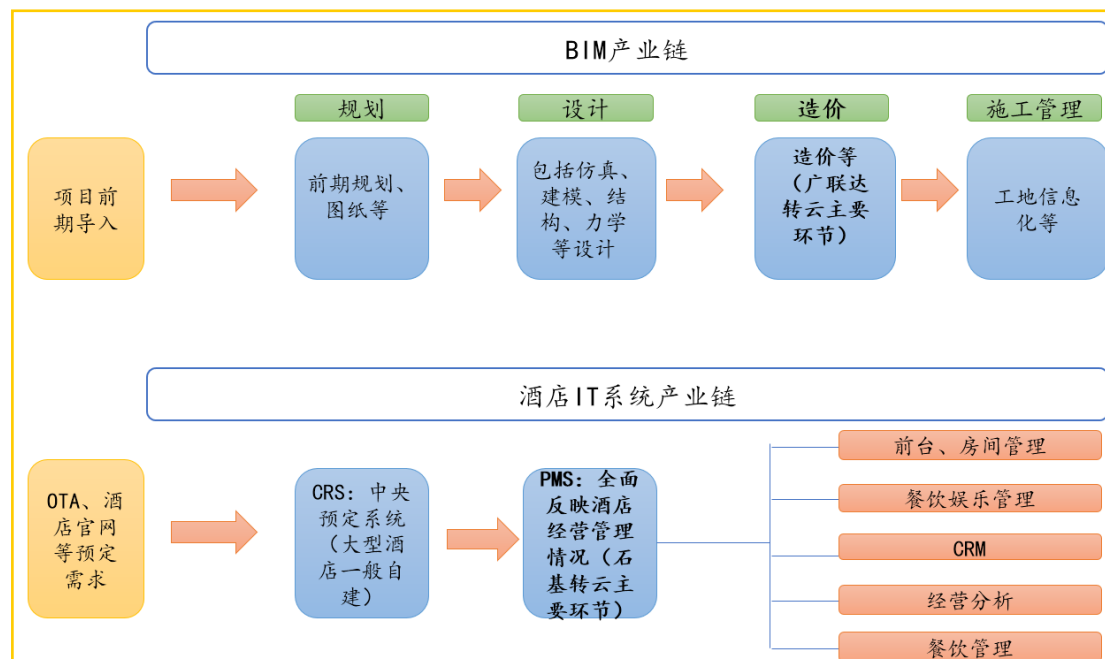 BIM产业链
规划
设计
造价
施工管理
项目前
期导入
前期规划、
图纸等
包括仿真、
建模、结
构、力学
等设计
造价等
（广联达
转云主要
环节）
工地信息
化等
酒店IT系统产业链
OTA、酒
店官网
等预定
需求
CRS：中央
预定系统
（大型酒
店一般自
建）
PMS：全面
反映酒店
经营管理
情况（石
基转云主
要环节）
前台、房间管理
餐饮娱乐管理
CRM
经营分析
餐饮管理